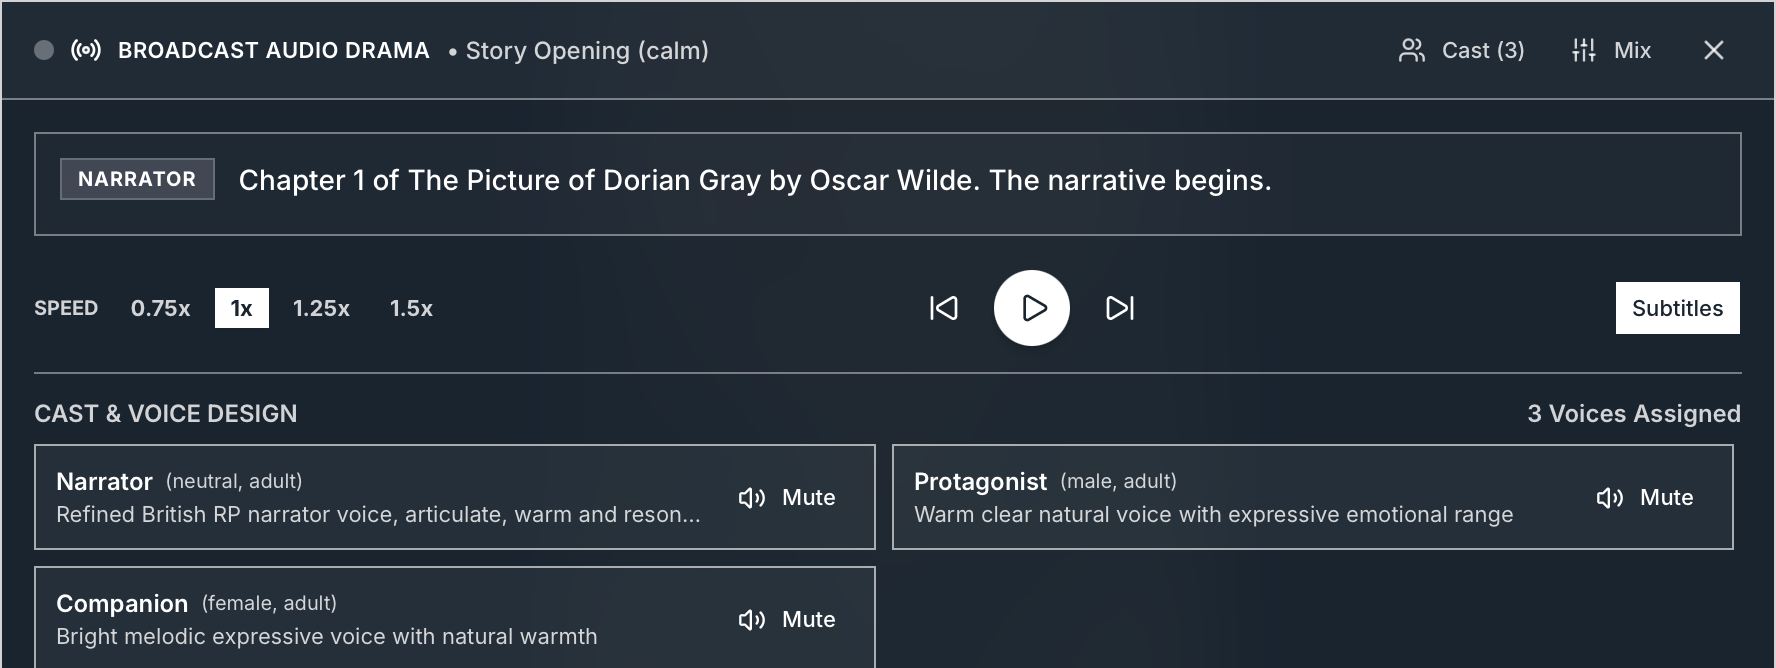 BROADCAST AUDIO DRAMA • Story Opening (calm) Cast (3) Mix
NARRATOR Chapter 1 of The Picture of Dorian Gray by Oscar Wilde. The narrative begins.
SPEED 0.75x 1x 1.25x 1.5x Subtitles
CAST & VOICE DESIGN 3 Voices Assigned
Narrator (neutral, adult)
Refined British RP narrator voice, articulate, warm and reson...
Mute
Protagonist (male, adult)
Warm clear natural voice with expressive emotional range
Mute
Companion (female, adult)
Bright melodic expressive voice with natural warmth
Mute